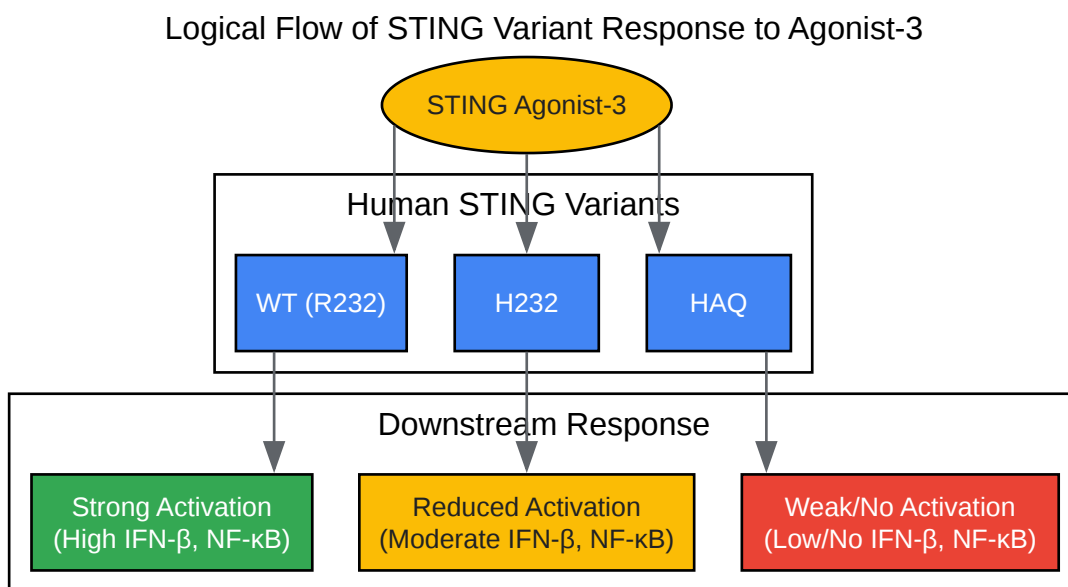 Logical Flow of STING Variant Response to Agonist-3
STING Agonist-3
Human STING Variants
WT (R232)
H232
HAQ
Downstream Response
Strong Activation
(High IFN-β, NF-κB)
Reduced Activation
(Moderate IFN-β, NF-κB)
Weak/No Activation
(Low/No IFN-β, NF-κB)